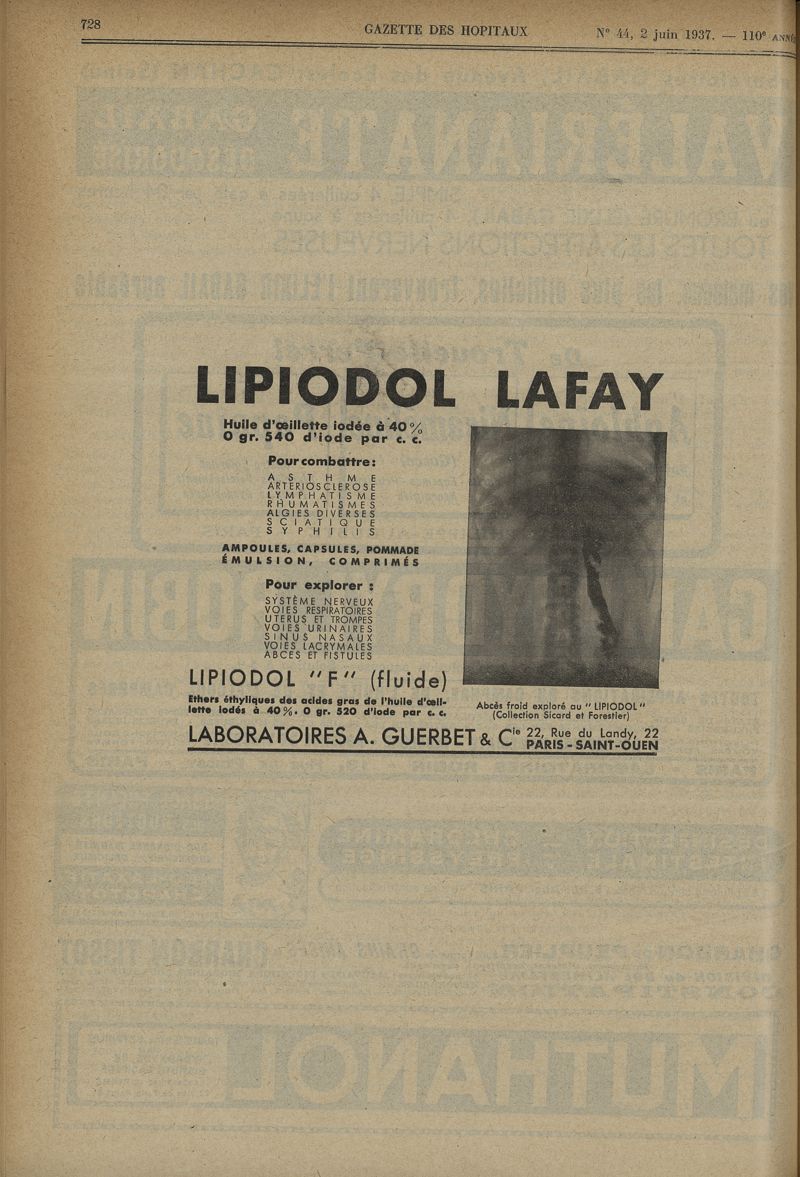 728
GAZETTE DES HOPITAUX
N° 44, 2 juin 1937. — 110e ANNÉ
LIPIODOL LAFAY
Huile d'œillette iodée à 40 %
0 gr. 540 d'iode par c. c.
Pour combattre :
ASTHME
ARTERIOSCLEROSE
LYMPHATISME
RHUMATISMES
ALGIES DIVERSES
SCIATIQUE
SYPHILIS
AMPOULES, CAPSULES, POMMADE
ÉMULSION, COMPRIMÉS
Pour explorer :
SYSTÈME NERVEUX
VOIES RESPIRATOIRES
UTERUS ET TROMPES
VOIES URINAIRES
SINUS NASAUX
VOIES LACRYMALES
ABCES ET FISTULES
LIPIODOL "F" (fluide)
Ethers éthyliques des acides gras de l'huile d'œil-
lette iodés à 40 %. 0 gr. 520 d'iode par c. c.
Abcès froid exploré au "LIPIODOL"
(Collection Sicard et Forestier)
LABORATOIRES A. GUERBET & Cie 22, Rue du Landy, 22
PARIS - SAINT-OUEN